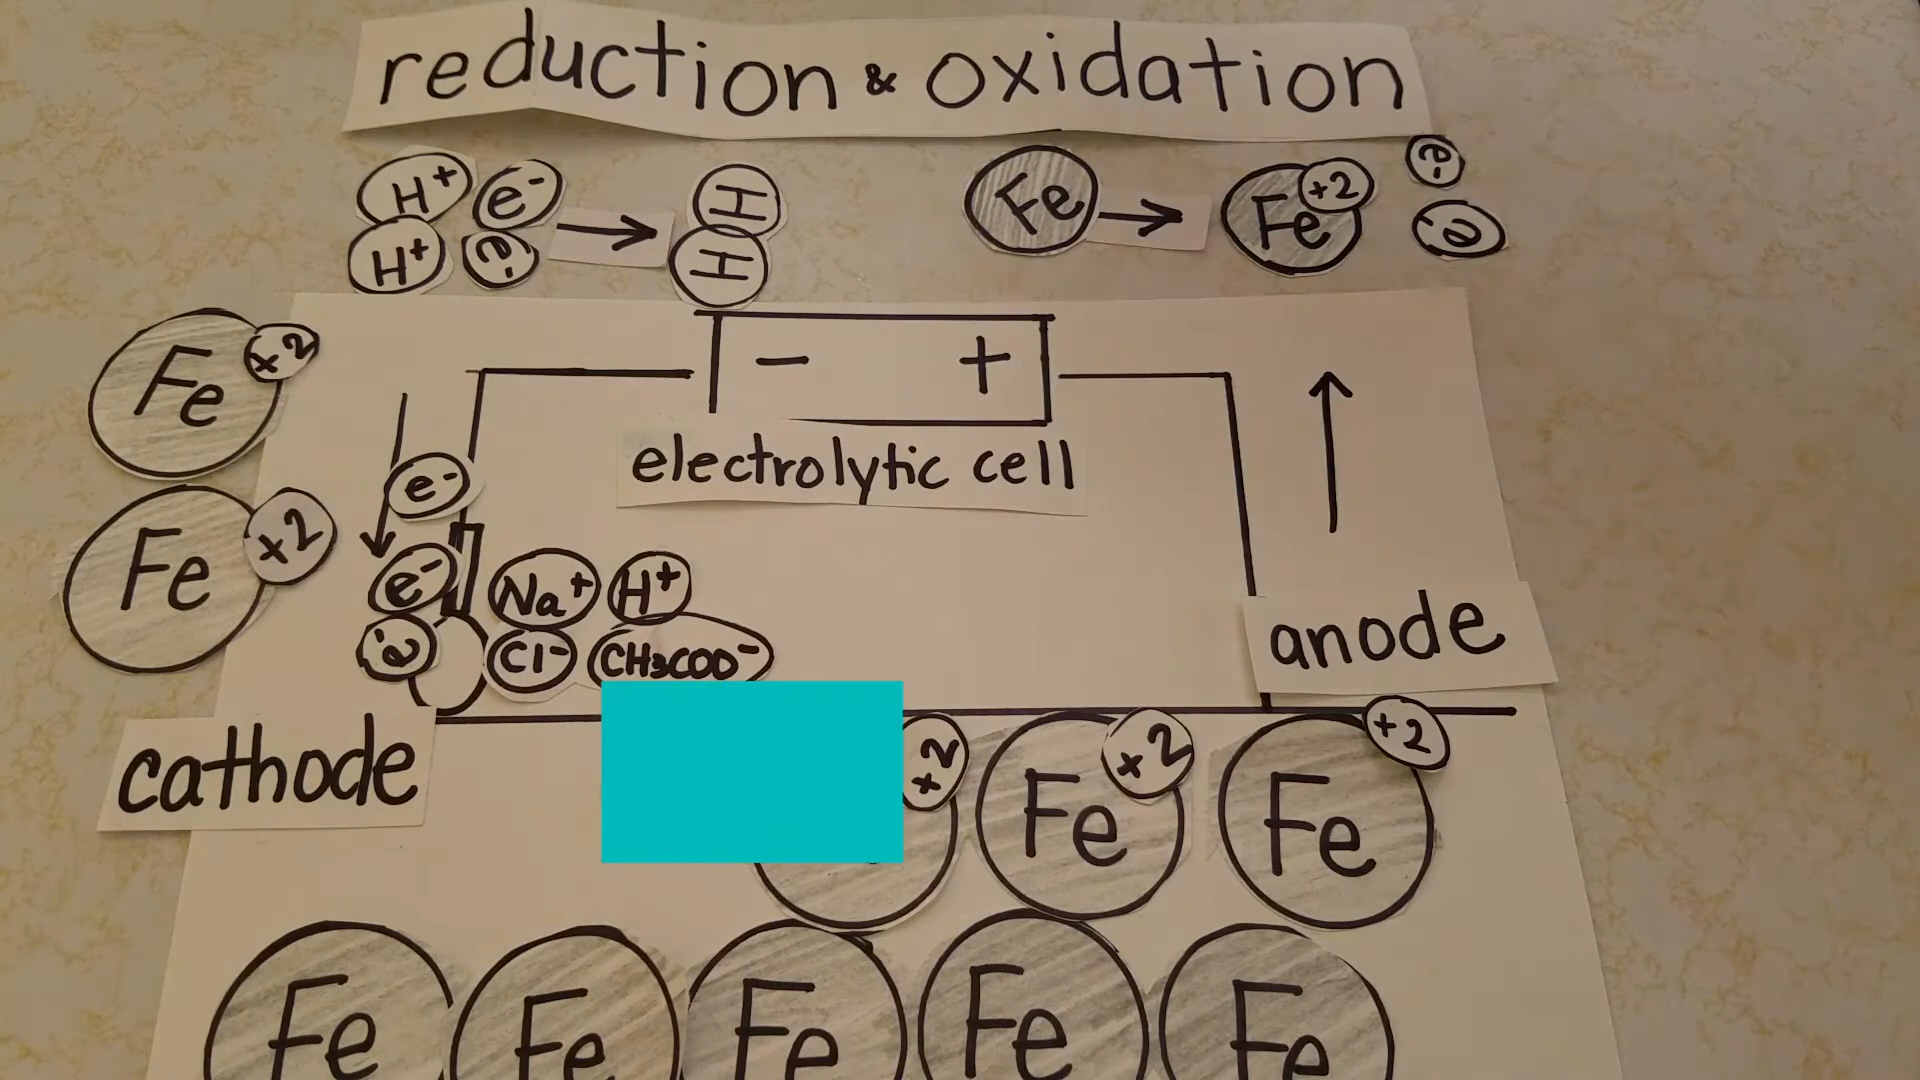 reduction & oxidation
H+ e- → H Fe → Fe +2 e-
H+ e- H e-
- +
electrolytic cell
Fe +2
Fe +2
e-
e- Na+ H+
e- Cl- CH3COO-
anode
cathode
+2 Fe +2 Fe +2
Fe Fe Fe Fe Fe